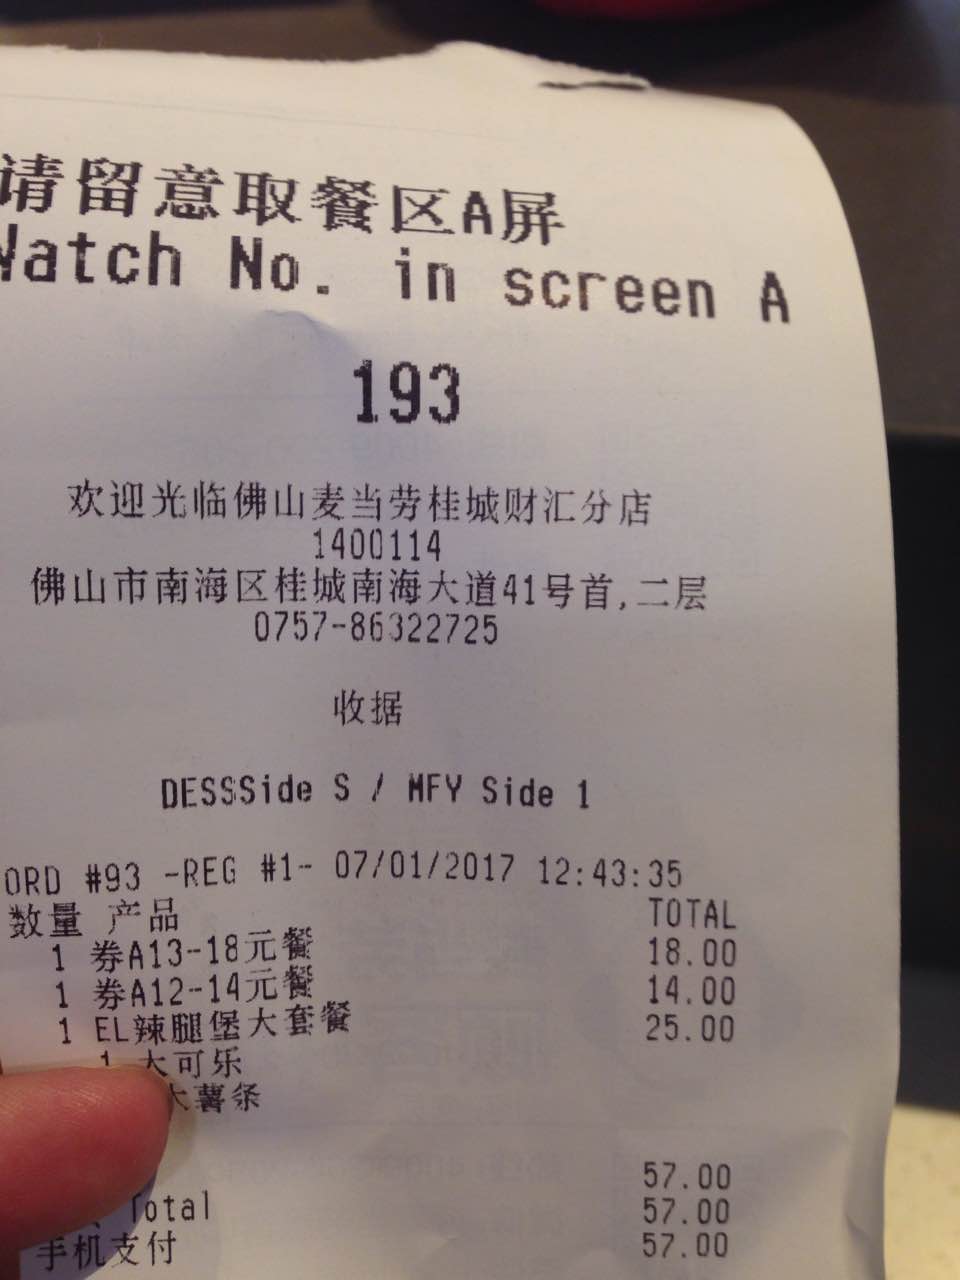 请留意取餐区A屏
Watch No. in screen A
193
欢迎光临佛山麦当劳桂城财汇分店
1400114
佛山市南海区桂城南海大道41号首,二层
0757-86322725
收据
DESSSide S / MFY Side 1
ORD #93 -REG #1- 07/01/2017 12:43:35
数量 产品 TOTAL
1 券A13-18元餐 18.00
1 券A12-14元餐 14.00
1 EL辣腿堡大套餐 25.00
1 大可乐
大薯条
57.00
Total 57.00
手机支付 57.00